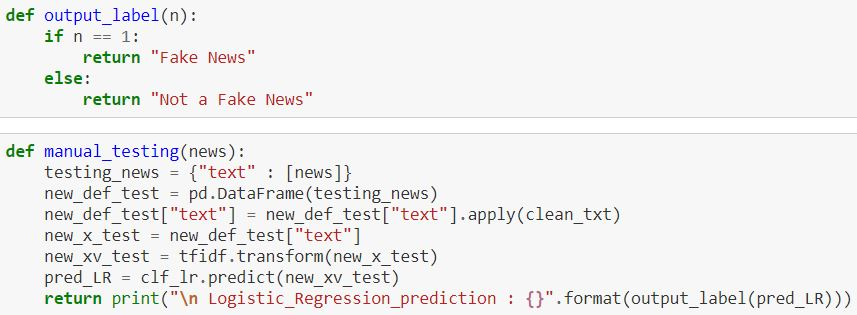 def output_label(n):
    if n == 1:
        return "Fake News"
    else:
        return "Not a Fake News"
def manual_testing(news):
    testing_news = {"text" : [news]}
    new_def_test = pd.DataFrame(testing_news)
    new_def_test["text"] = new_def_test["text"].apply(clean_txt)
    new_x_test = new_def_test["text"]
    new_xv_test = tfidf.transform(new_x_test)
    pred_LR = clf_lr.predict(new_xv_test)
    return print("\n Logistic_Regression_prediction : {}".format(output_label(pred_LR)))